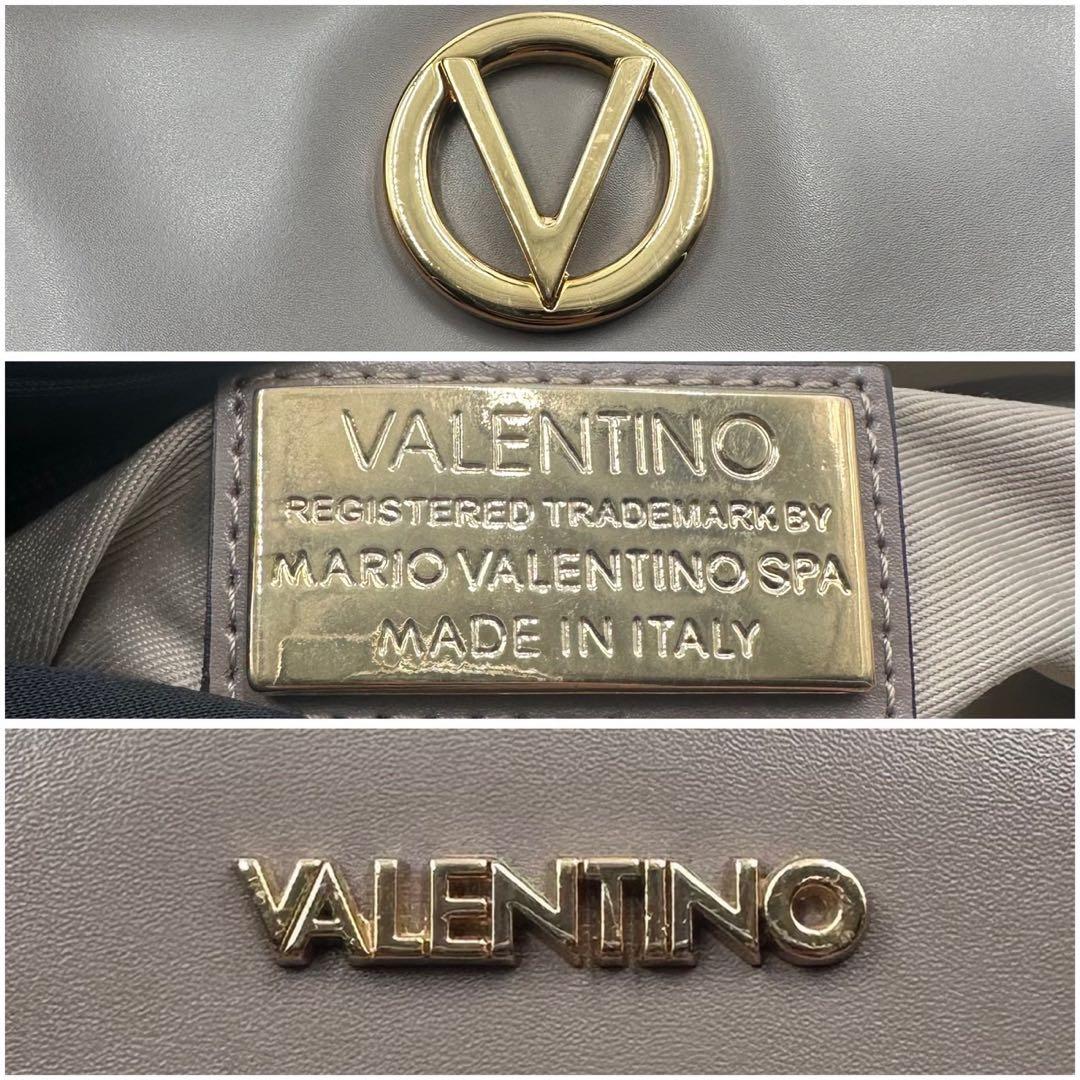 V
VALENTINO
REGISTERED TRADEMARK BY
MARIO VALENTINO SPA
MADE IN ITALY
VALENTINO